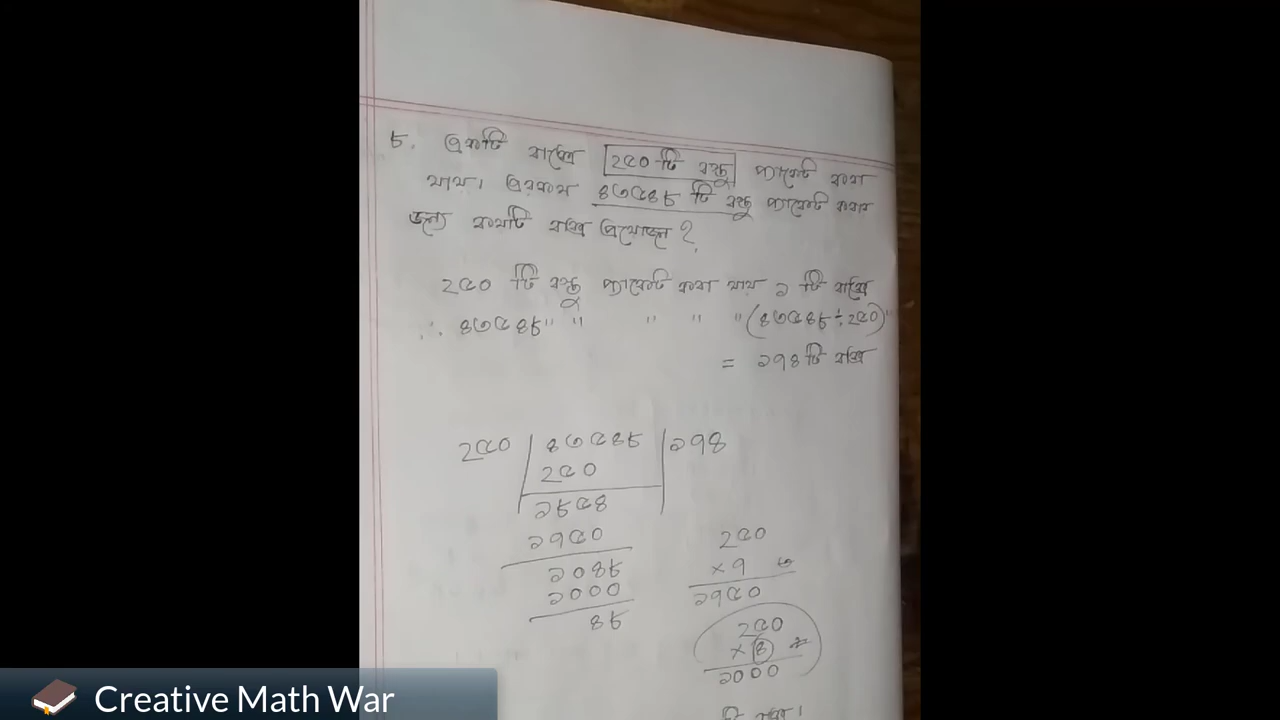 ৮. একটি বাক্সে ২৫০ টি বস্তু প্যাকেট করা
যায়। এরকম ৪৩৫৪৮ টি বস্তু প্যাকেট করার
জন্য কয়টি বাক্স প্রয়োজন?
২৫০ টি বস্তু প্যাকেট করা যায় ১ টি বাক্সে
∴ ৪৩৫৪৮ " " " " " (৪৩৫৪৮ ÷ ২৫০) "
= ১৭৪ টি বাক্স
২৫০ | ৪৩৫৪৮ | ১৭৪
২৫০
১৮৫৪
১৭৫০
১০৪৮
১০০০
৪৮
২৫০
× ৭
১৭৫০
২৫০
× ৪
১০০০
টি বাক্স।
Creative Math War